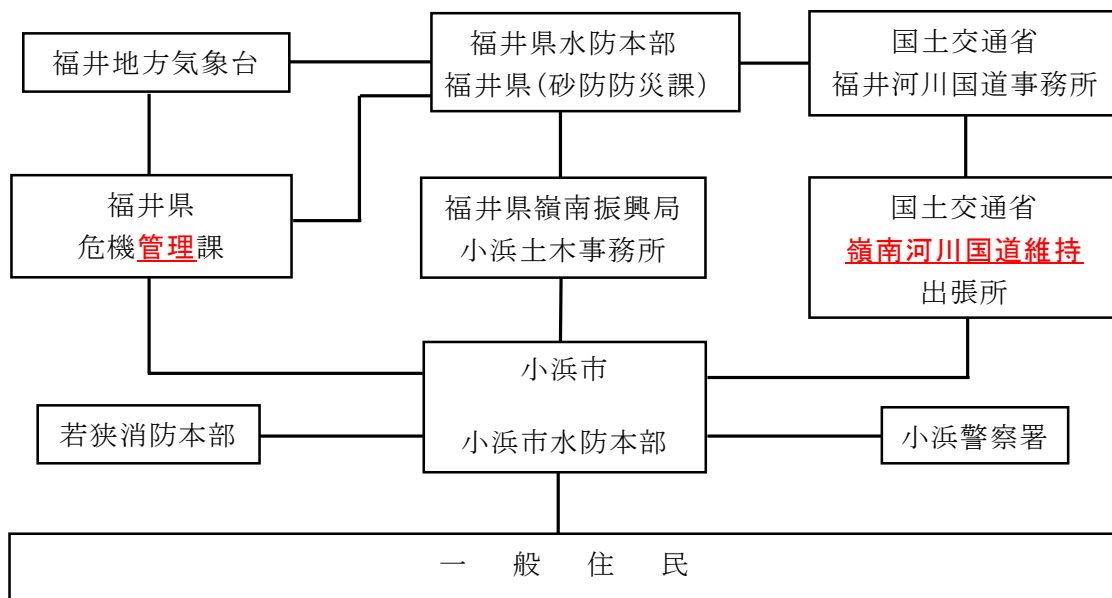 福井地方気象台
福井県水防本部
福井県(砂防防災課)
国土交通省
福井河川国道事務所
福井県
危機管理課
福井県嶺南振興局
小浜土木事務所
国土交通省
嶺南河川国道維持
出張所
小浜市
小浜市水防本部
若狭消防本部
小浜警察署
一般住民